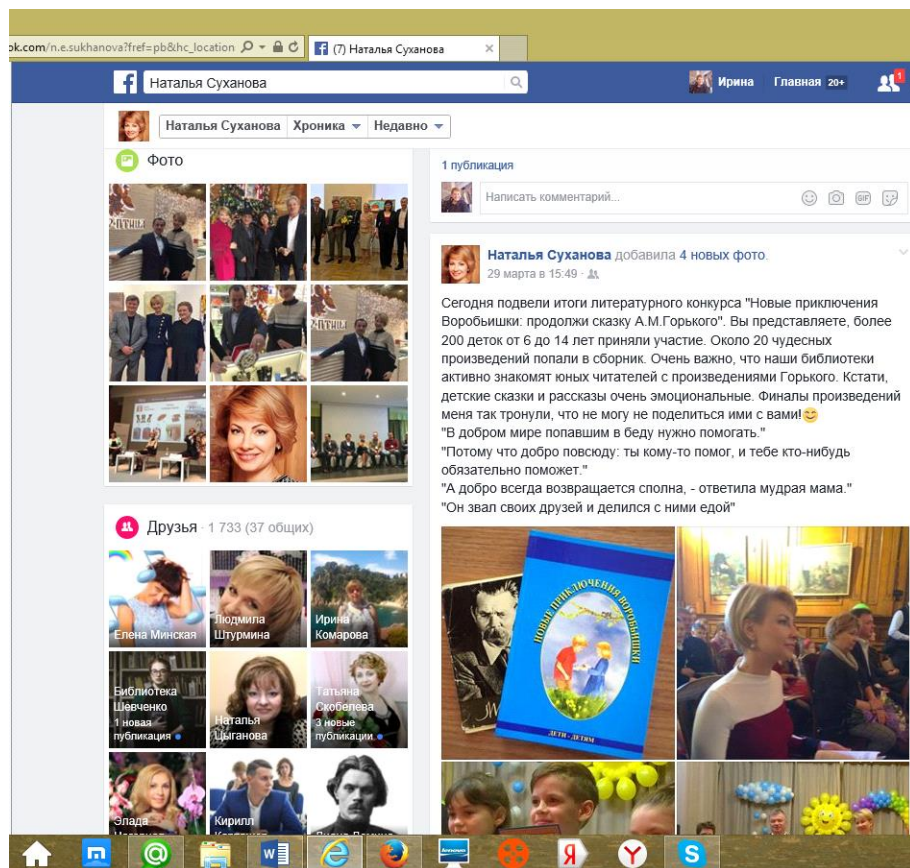 ok.com/n.e.sukhanova?fref=pb&hc_location
(7) Наталья Суханова
Наталья Суханова
Ирина
Главная 20+
1
Наталья Суханова
Хроника
Недавно
Фото
1 публикация
Написать комментарий...
GIF
Наталья Суханова добавила 4 новых фото.
29 марта в 15:49
Сегодня подвели итоги литературного конкурса "Новые приключения
Воробьишки: продолжи сказку А.М.Горького". Вы представляете, более
200 деток от 6 до 14 лет приняли участие. Около 20 чудесных
произведений попали в сборник. Очень важно, что наши библиотеки
активно знакомят юных читателей с произведениями Горького. Кстати,
детские сказки и рассказы очень эмоциональные. Финалы произведений
меня так тронули, что не могу не поделиться ими с вами!
"В добром мире попавшим в беду нужно помогать."
"Потому что добро повсюду: ты кому-то помог, и тебе кто-нибудь
обязательно поможет."
"А добро всегда возвращается сполна, - ответила мудрая мама."
"Он звал своих друзей и делился с ними едой"
НОВЫЕ ПРИКЛЮЧЕНИЯ ВОРОБЬИШКИ
ДЕТИ - ДЕТЯМ
Друзья · 1 733 (37 общих)
Елена Минская
Людмила
Штурмина
Ирина
Комарова
Библиотека
Шевченко
1 новая
публикация
Наталья
Цыганова
Татьяна
Скобелева
3 новые
публикации
Элада
Кирилл
lenovo